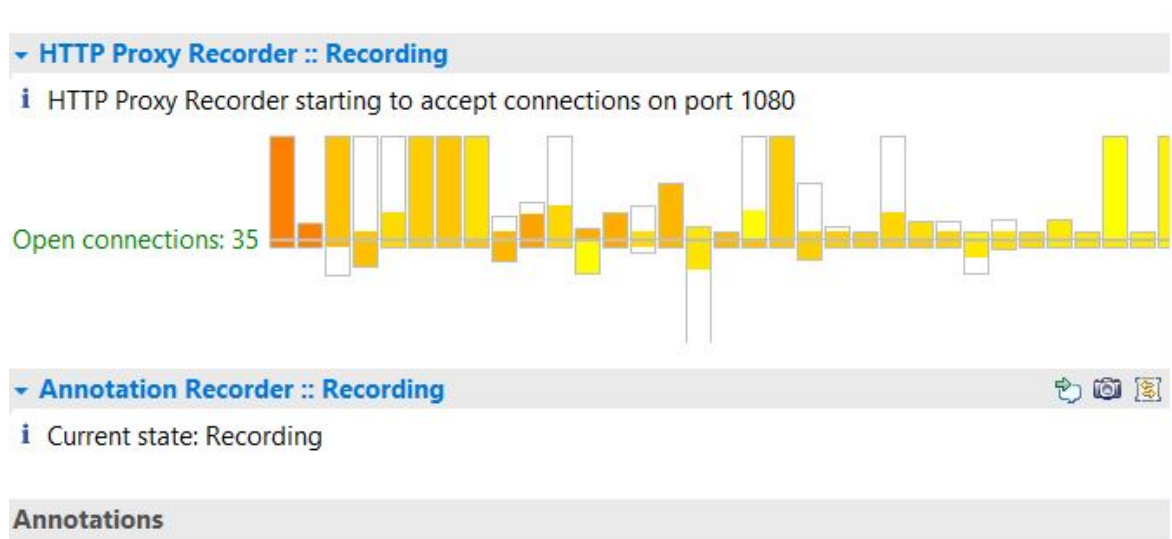 HTTP Proxy Recorder :: Recording
i HTTP Proxy Recorder starting to accept connections on port 1080
Open connections: 35
Annotation Recorder :: Recording
i Current state: Recording
Annotations